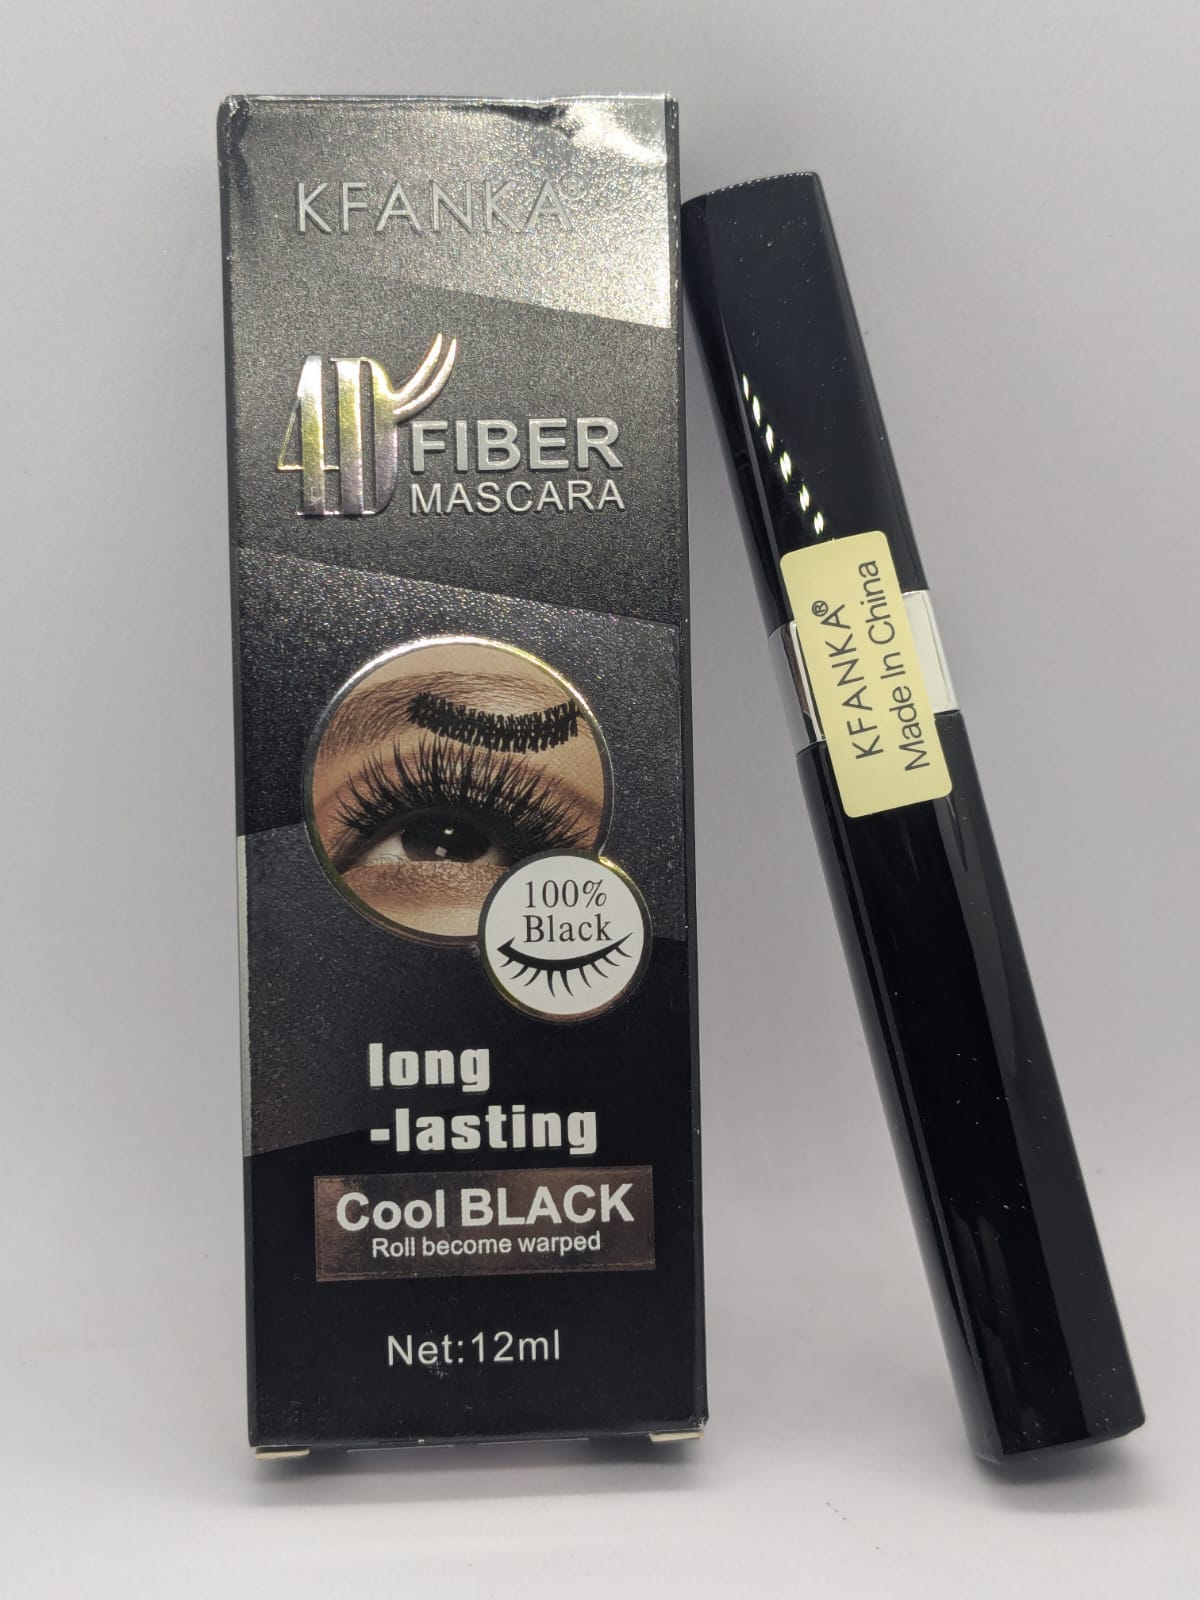 KFANKA®
4D FIBER
MASCARA
100%
Black
long
-lasting
Cool BLACK
Roll become warped
Net:12ml
KFANKA®
Made In China